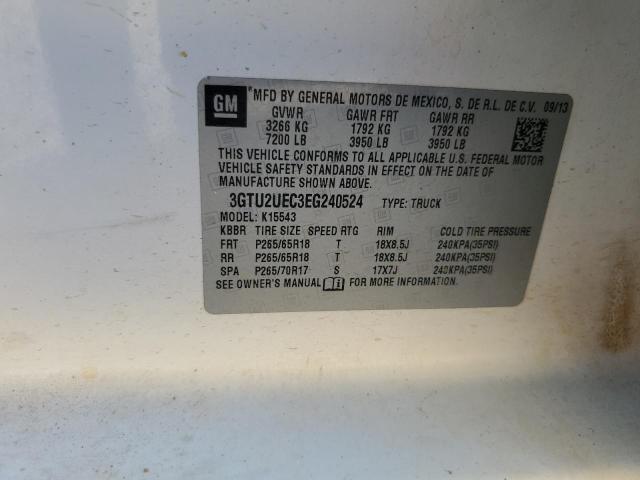 GM *MFD BY GENERAL MOTORS DE MEXICO, S. DE R.L. DE C.V. 09/13
GVWR GAWR FRT GAWR RR
3266 KG 1792 KG 1792 KG
7200 LB 3950 LB 3950 LB
THIS VEHICLE CONFORMS TO ALL APPLICABLE U.S. FEDERAL MOTOR
VEHICLE SAFETY STANDARDS IN EFFECT ON THE DATE OF
MANUFACTURE SHOWN ABOVE.
3GTU2UEC3EG240524 TYPE: TRUCK
MODEL: K15543
KBBR TIRE SIZE SPEED RTG RIM COLD TIRE PRESSURE
FRT P265/65R18 T 18X8.5J 240KPA(35PSI)
RR P265/65R18 T 18X8.5J 240KPA(35PSI)
SPA P265/70R17 S 17X7J 240KPA(35PSI)
SEE OWNER'S MANUAL FOR MORE INFORMATION.